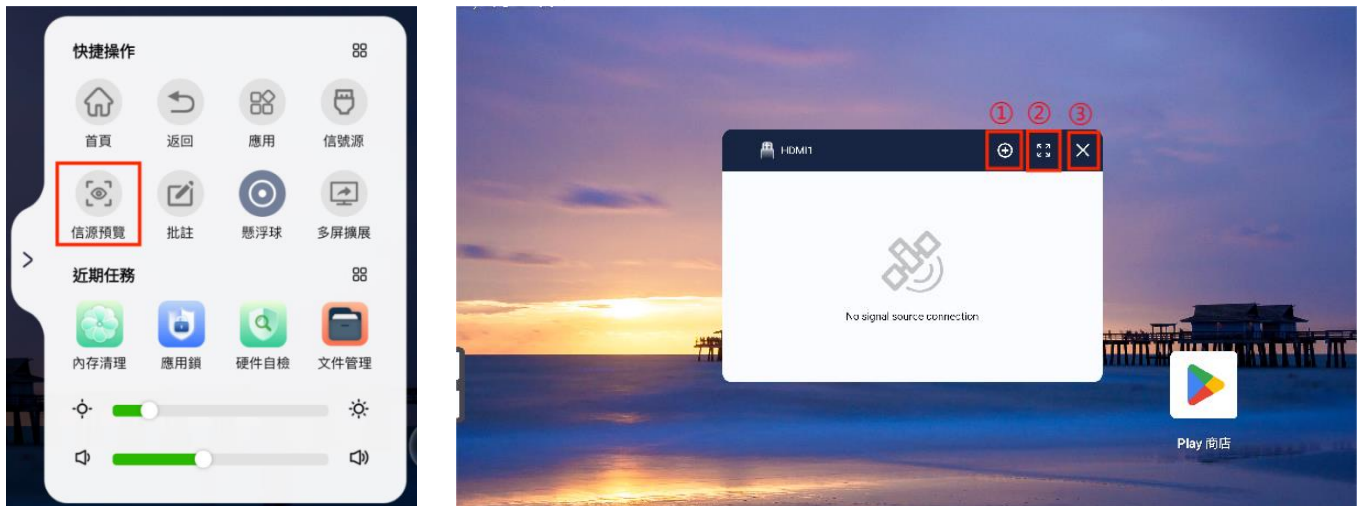 快捷操作
首頁 返回 應用 信號源
信源預覽 批註 懸浮球 多屏擴展
近期任務
內存清理 應用鎖 硬件自檢 文件管理
① ② ③
HDMI1
No signal source connection
Play 商店